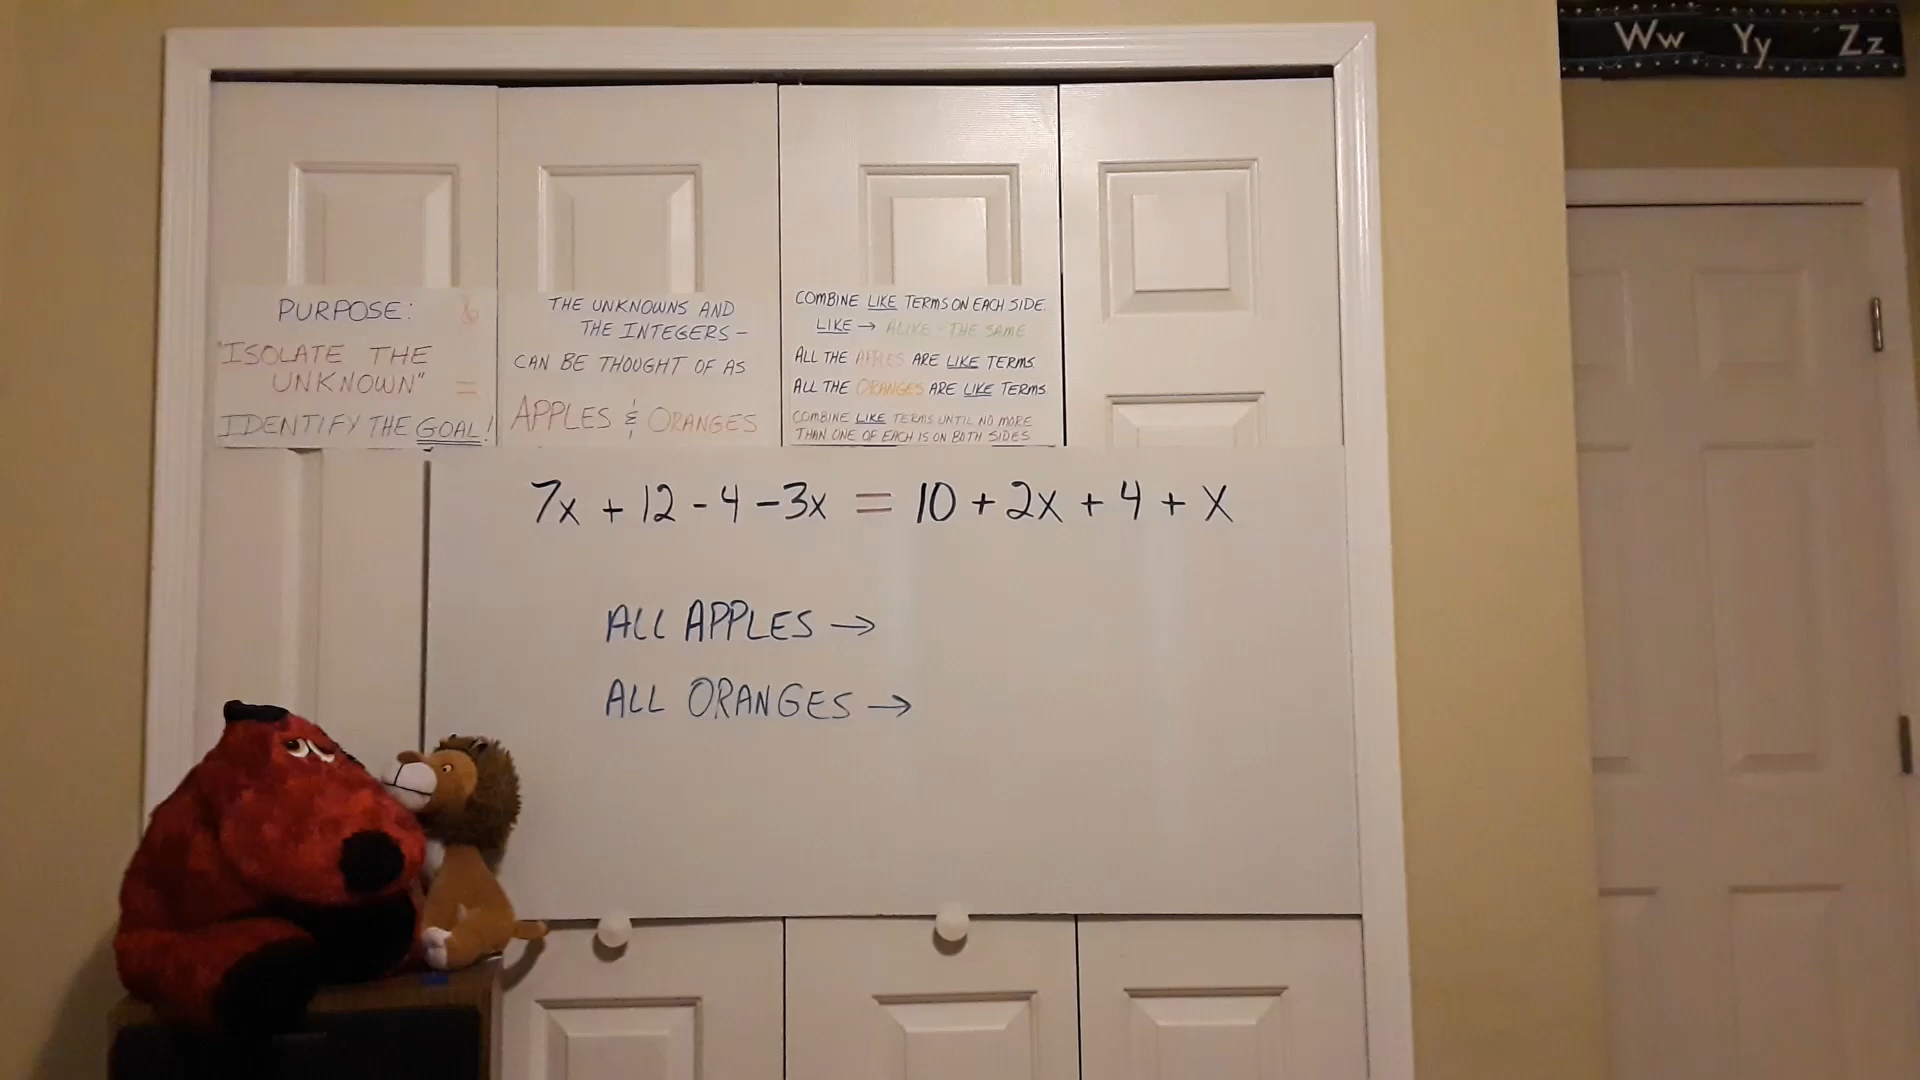 Ww Yy Zz
PURPOSE:
"ISOLATE THE
UNKNOWN" =
IDENTIFY THE GOAL!
THE UNKNOWNS AND
THE INTEGERS –
CAN BE THOUGHT OF AS
APPLES & ORANGES
COMBINE LIKE TERMS ON EACH SIDE.
LIKE → ALIKE - THE SAME
ALL THE APPLES ARE LIKE TERMS.
ALL THE ORANGES ARE LIKE TERMS
COMBINE LIKE TERMS UNTIL NO MORE
THAN ONE OF EACH IS ON BOTH SIDES
7x + 12 - 4 - 3x = 10 + 2x + 4 + x
ALL APPLES →
ALL ORANGES →